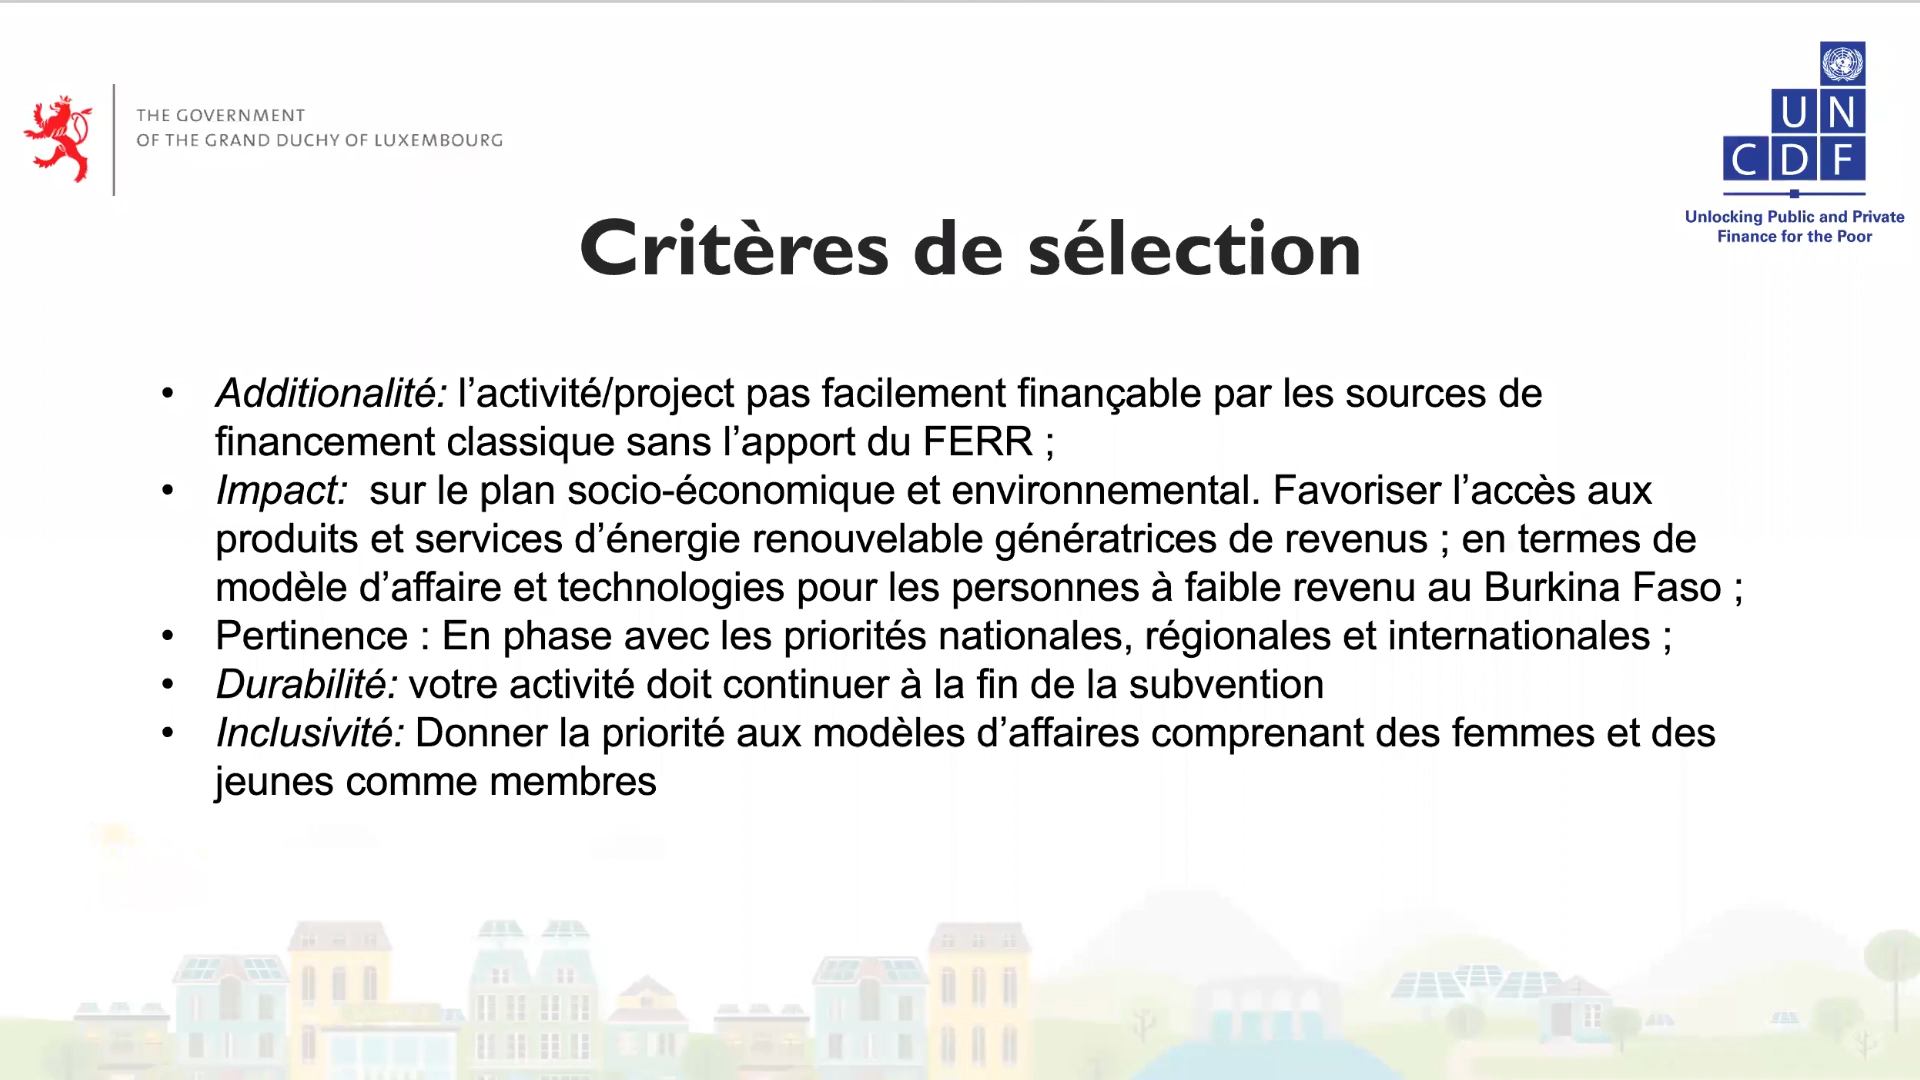 THE GOVERNMENT
OF THE GRAND DUCHY OF LUXEMBOURG
UN
CDF
Unlocking Public and Private
Finance for the Poor
Critères de sélection
• Additionalité: l’activité/project pas facilement finançable par les sources de
financement classique sans l’apport du FERR ;
• Impact:  sur le plan socio-économique et environnemental. Favoriser l’accès aux
produits et services d’énergie renouvelable génératrices de revenus ; en termes de
modèle d’affaire et technologies pour les personnes à faible revenu au Burkina Faso ;
• Pertinence : En phase avec les priorités nationales, régionales et internationales ;
• Durabilité: votre activité doit continuer à la fin de la subvention
• Inclusivité: Donner la priorité aux modèles d’affaires comprenant des femmes et des
jeunes comme membres